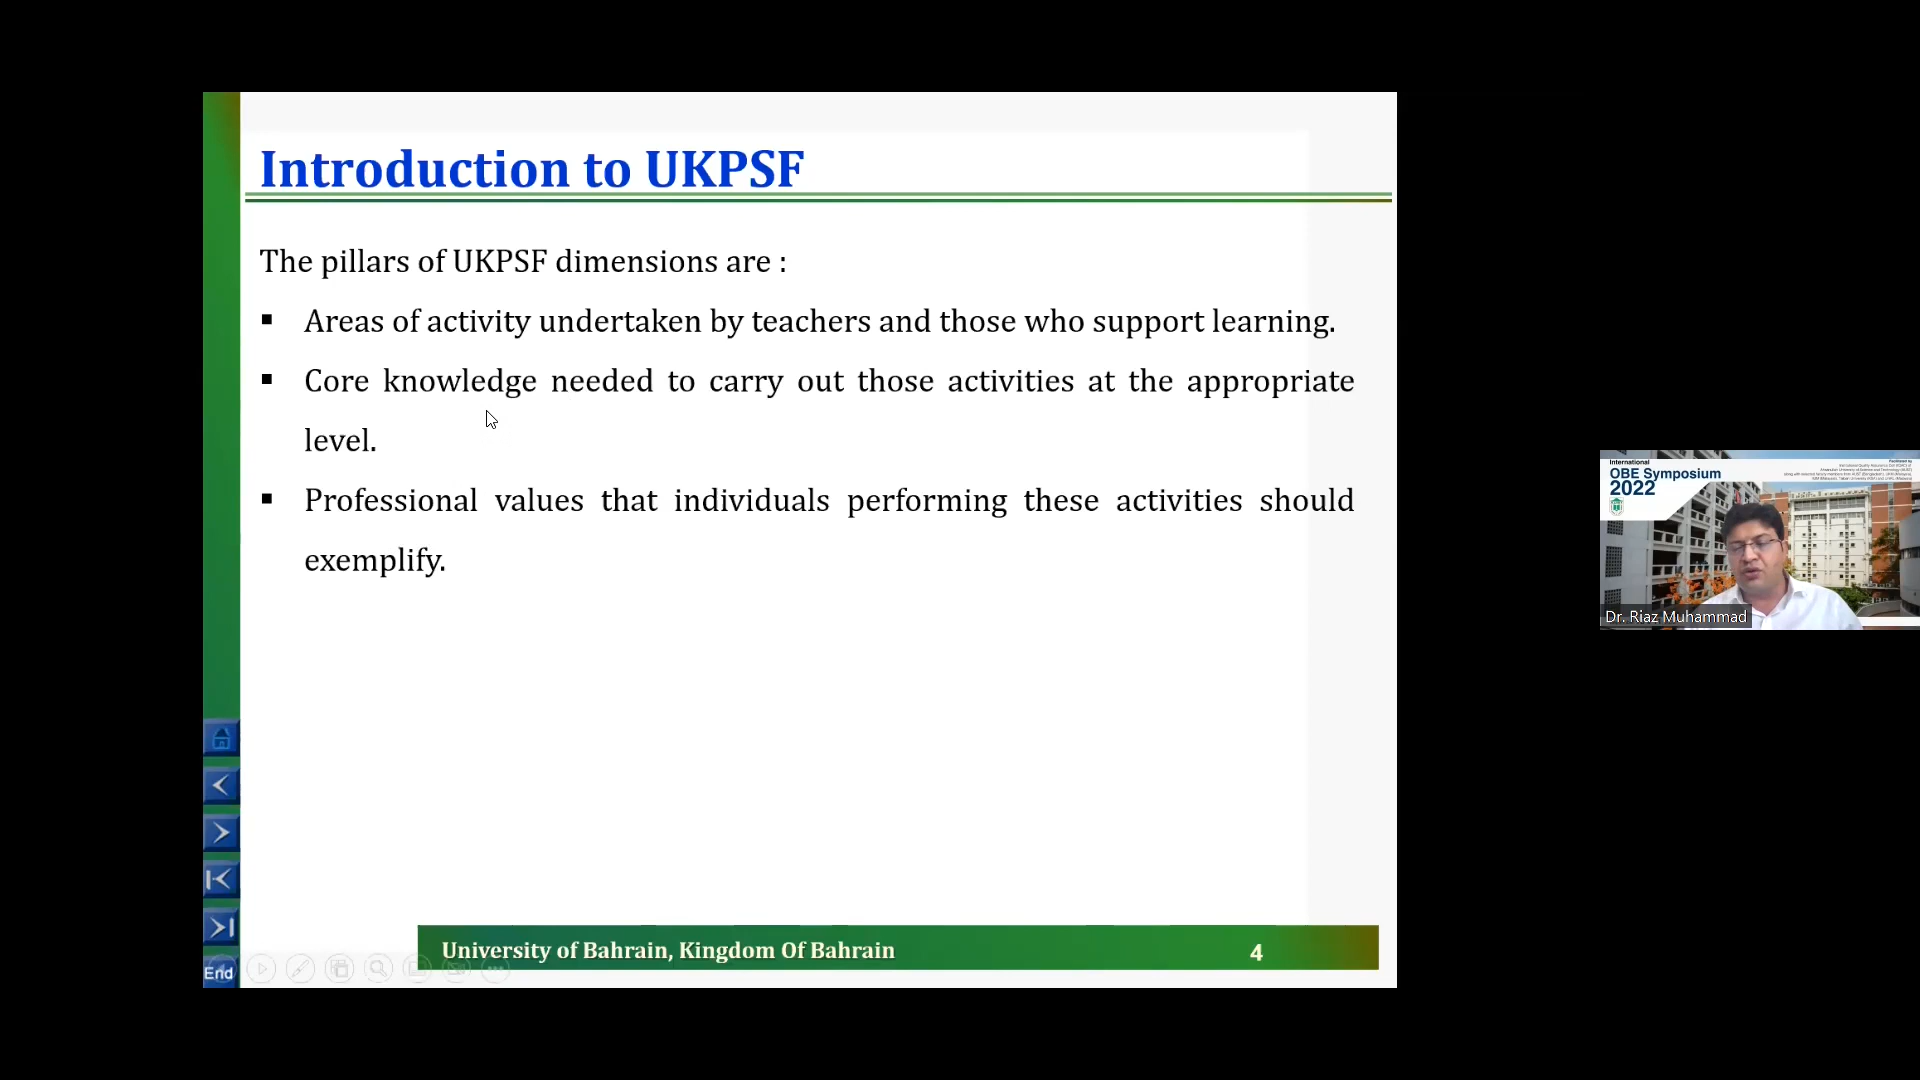 Introduction to UKPSF
The pillars of UKPSF dimensions are :
Areas of activity undertaken by teachers and those who support learning.
Core knowledge needed to carry out those activities at the appropriate
level.
Professional values that individuals performing these activities should
exemplify.
End
University of Bahrain, Kingdom Of Bahrain
4
International
OBE Symposium
2022
Dr. Riaz Muhammad